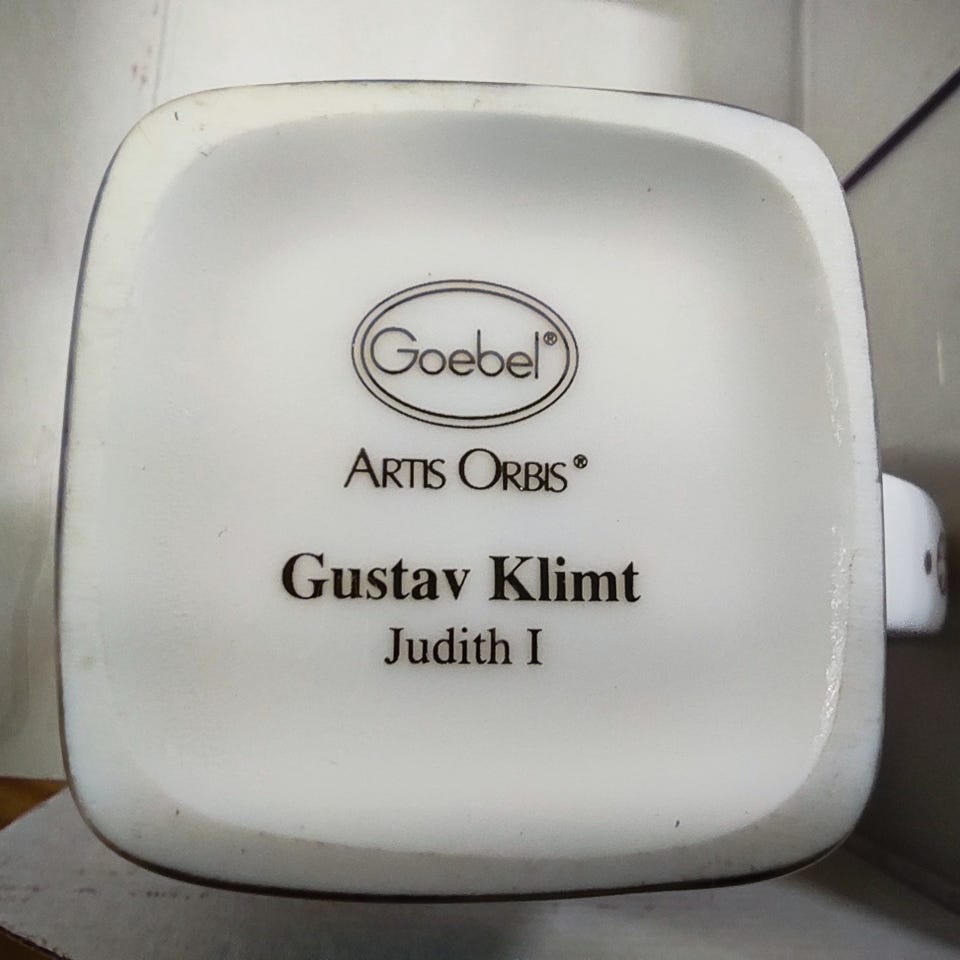 Goebel®
ARTIS ORBIS®
Gustav Klimt
Judith I